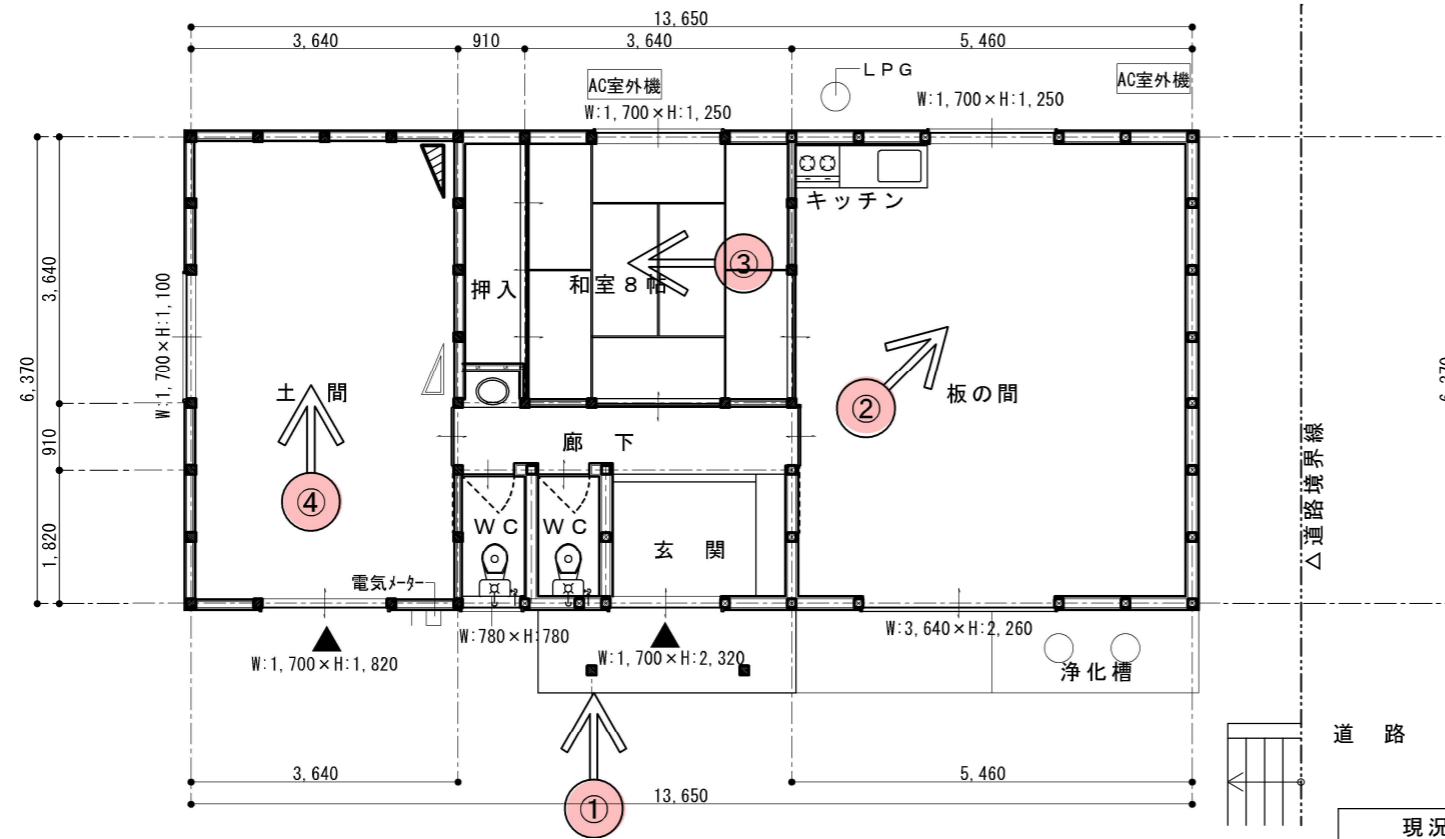 13,650
3,640
910
3,640
5,460
LPG
AC室外機
AC室外機
W:1,700×H:1,250
W:1,700×H:1,250
キッチン
3,640
6,370
W:1,700×H:1,100
押入
和室8帖
③
土間
②
板の間
910
廊下
△道路境界線
④
WC
WC
1,820
玄関
電気メーター
W:780×H:780
W:3,640×H:2,260
W:1,700×H:1,820
W:1,700×H:2,320
浄化槽
道路
3,640
5,460
13,650
①
現況